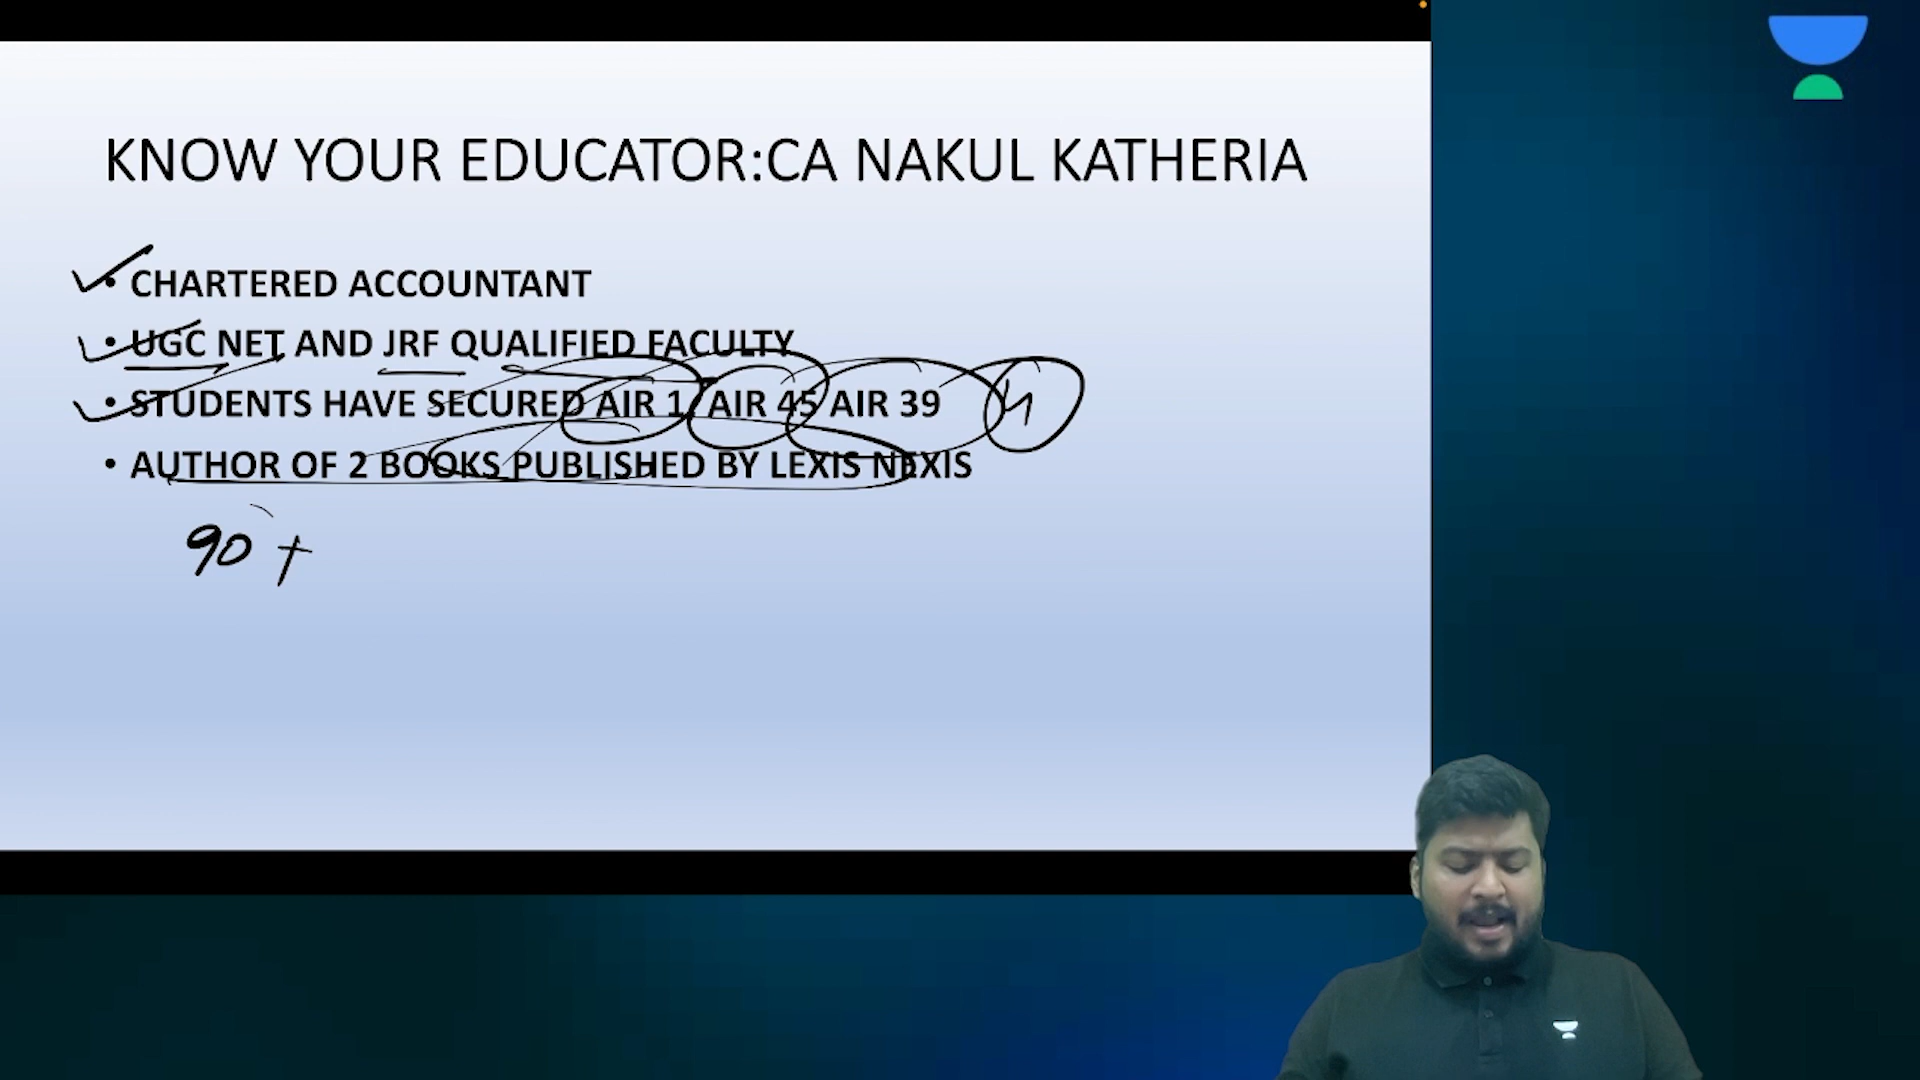 KNOW YOUR EDUCATOR:CA NAKUL KATHERIA
• CHARTERED ACCOUNTANT
• UGC NET AND JRF QUALIFIED FACULTY
• STUDENTS HAVE SECURED AIR 1, AIR 45 AIR 39
• AUTHOR OF 2 BOOKS PUBLISHED BY LEXIS NEXIS
90 +